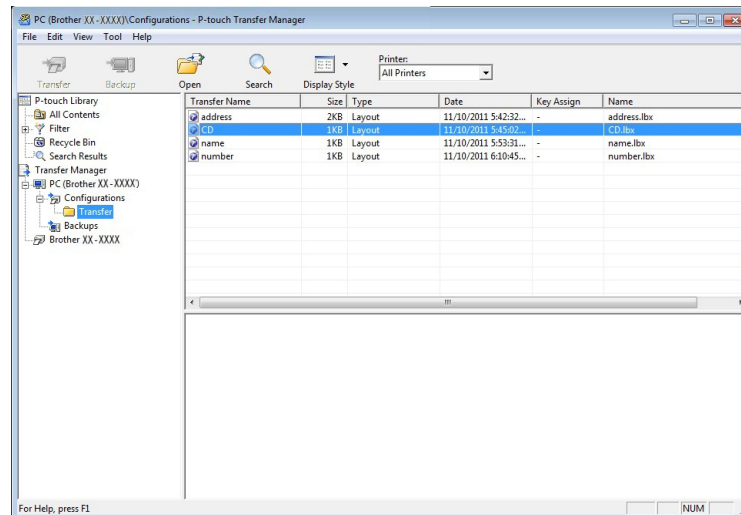 PC (Brother XX-XXXX)\Configurations - P-touch Transfer Manager
File Edit View Tool Help
Transfer Backup Open Search Display Style
Printer:
All Printers
P-touch Library
All Contents
Filter
Recycle Bin
Search Results
Transfer Manager
PC (Brother XX-XXXX)
Configurations
Transfer
Backups
Brother XX-XXXX
Transfer Name Size Type Date Key Assign Name
address 2KB Layout 11/10/2011 5:42:32... - address.lbx
CD 1KB Layout 11/10/2011 5:45:02... - CD.lbx
name 1KB Layout 11/10/2011 5:53:31... - name.lbx
number 1KB Layout 11/10/2011 6:10:45... - number.lbx
For Help, press F1
NUM